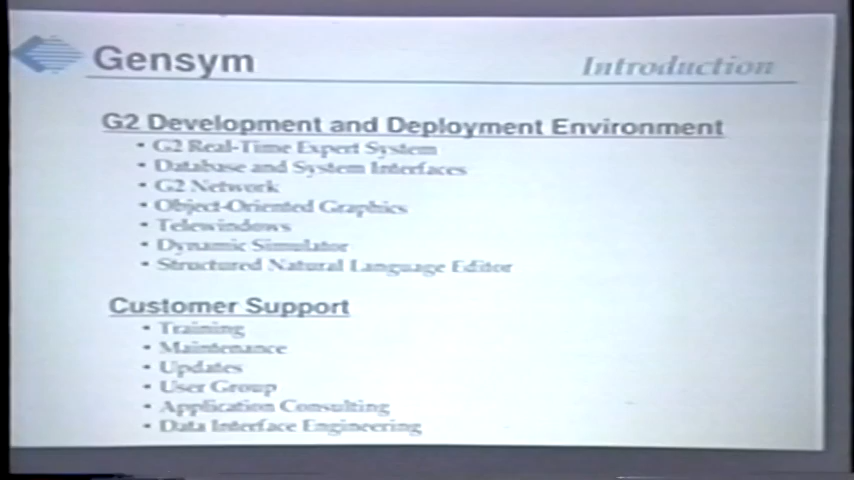 Gensym
Introduction
G2 Development and Deployment Environment
• G2 Real-Time Expert System
• Database and System Interfaces
• G2 Network
• Object-Oriented Graphics
• Telewindows
• Dynamic Simulator
• Structured Natural Language Editor
Customer Support
• Training
• Maintenance
• Updates
• User Group
• Application Consulting
• Data Interface Engineering